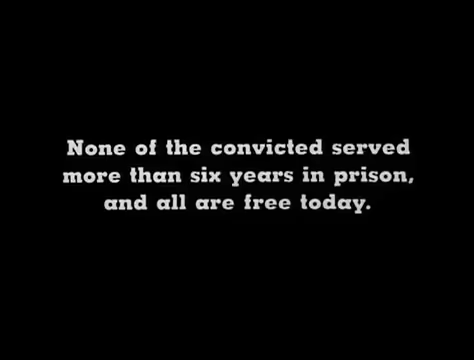 None of the convicted served
more than six years in prison,
and all are free today.